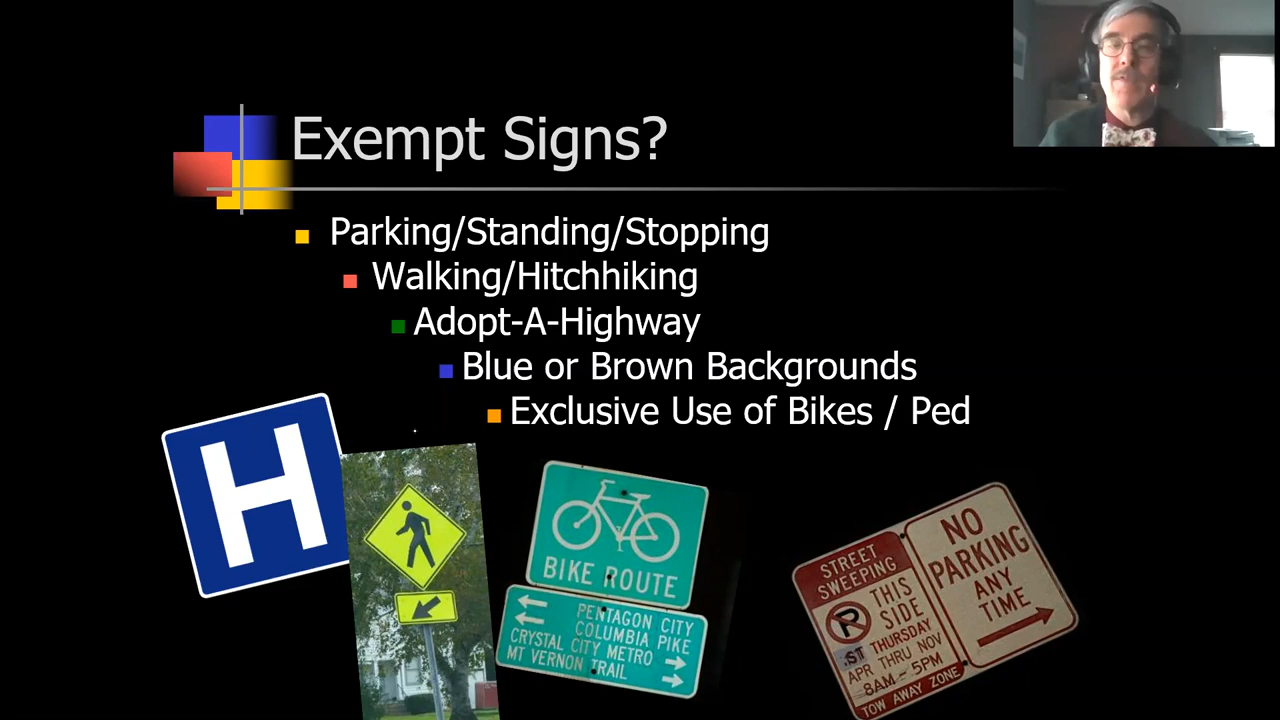 Exempt Signs?
Parking/Standing/Stopping
Walking/Hitchhiking
Adopt-A-Highway
Blue or Brown Backgrounds
Exclusive Use of Bikes / Ped
H
BIKE ROUTE
PENTAGON CITY
COLUMBIA PIKE
CRYSTAL CITY METRO
MT VERNON TRAIL
STREET
SWEEPING
THIS
SIDE
P
.ST THURSDAY
APR THRU NOV
8AM - 5PM
TOW AWAY ZONE
NO
PARKING
ANY
TIME